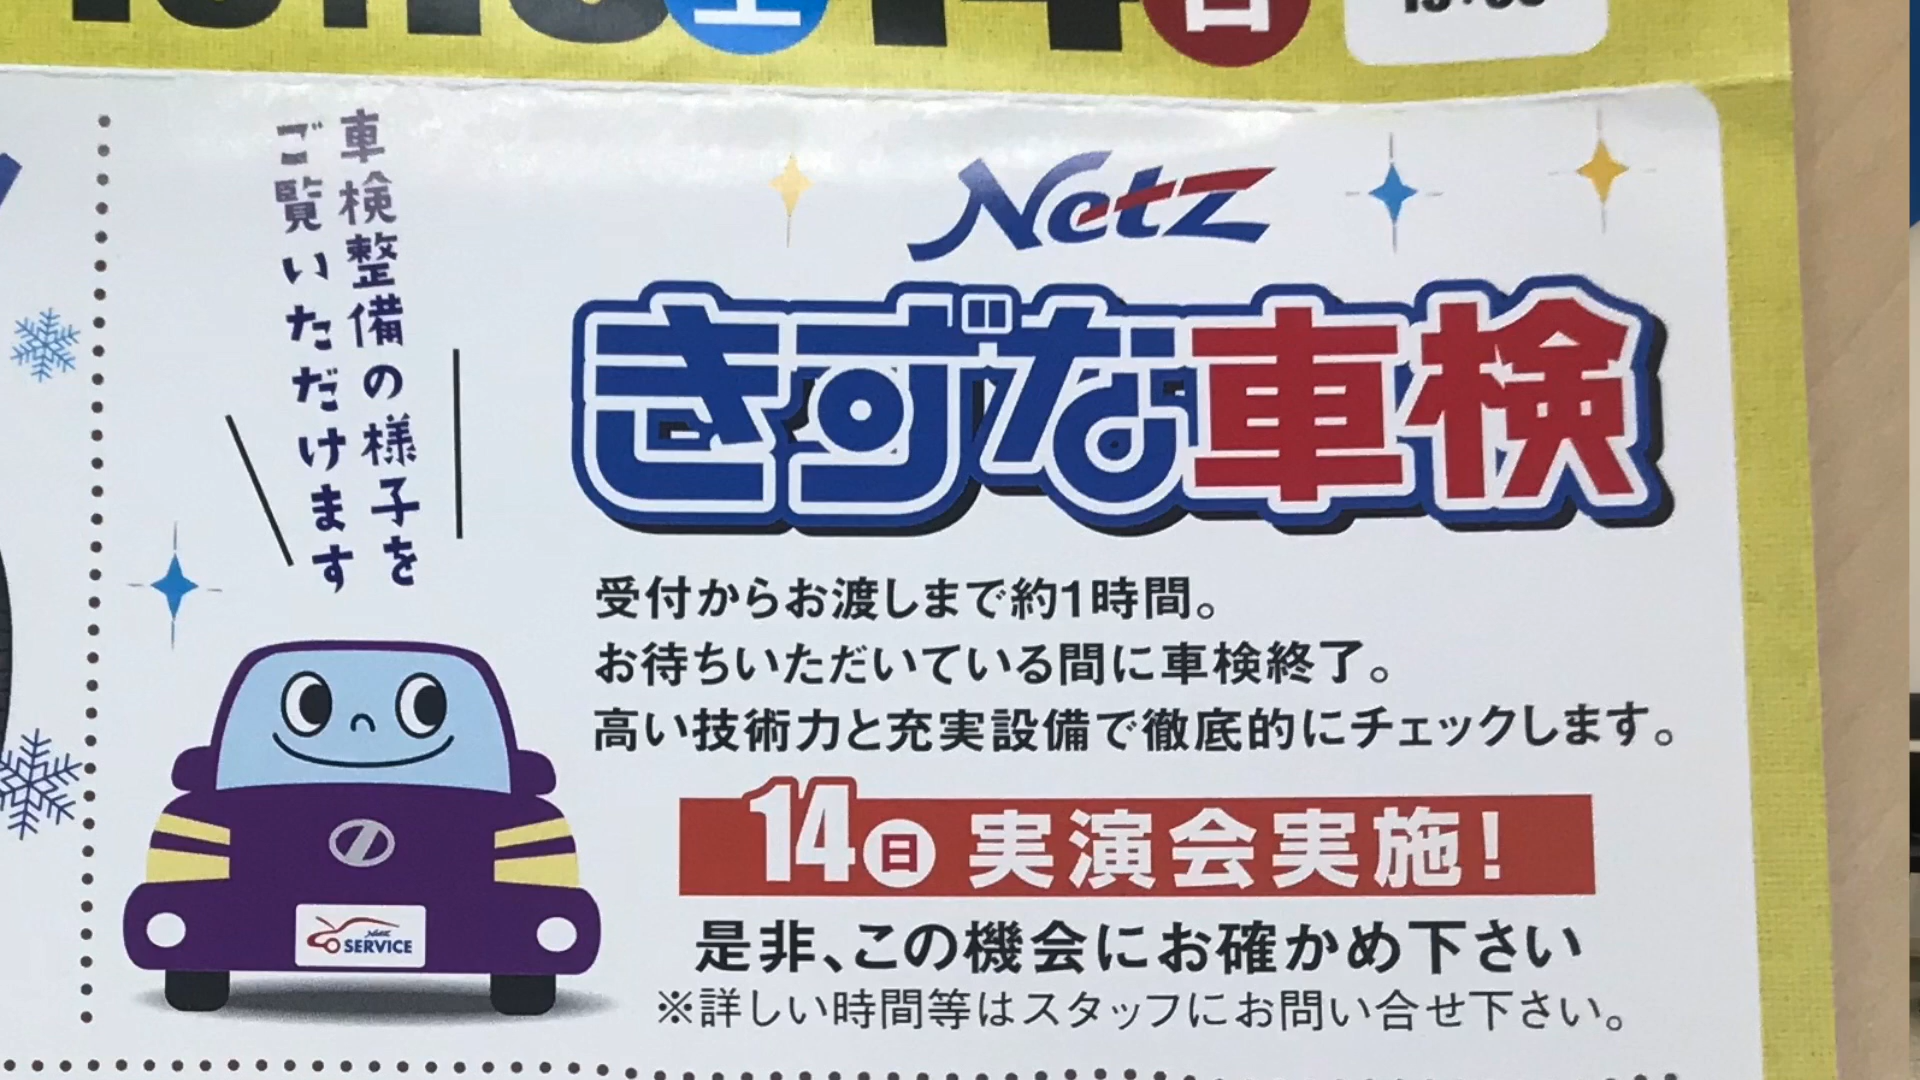 土 14 日
車検整備の様子を
ご覧いただけます
Netz
きずな車検
受付からお渡しまで約1時間。
お待ちいただいている間に車検終了。
高い技術力と充実設備で徹底的にチェックします。
14日 実演会実施!
是非、この機会にお確かめ下さい
※詳しい時間等はスタッフにお問い合せ下さい。
Netz
SERVICE